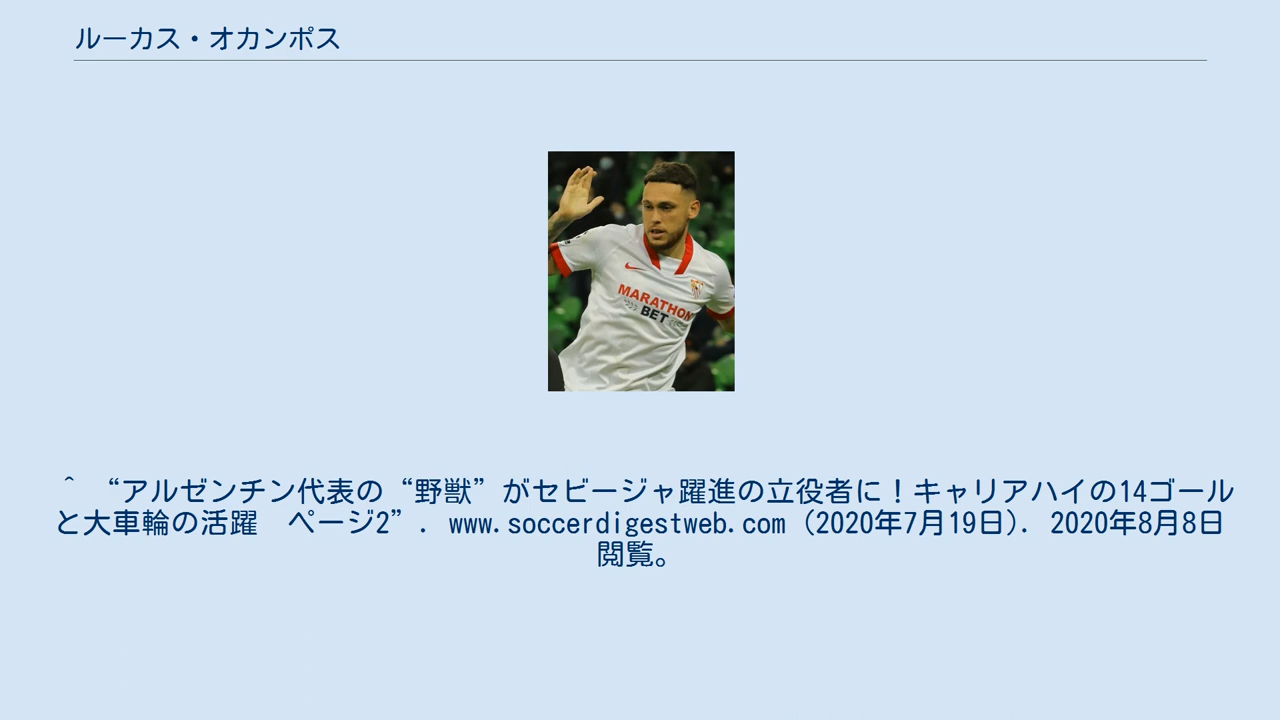 ルーカス・オカンポス
MARATHON
BET
^ “アルゼンチン代表の“野獣”がセビージャ躍進の立役者に！キャリアハイの14ゴール
と大車輪の活躍　ページ2”. www.soccerdigestweb.com (2020年7月19日). 2020年8月8日
閲覧。